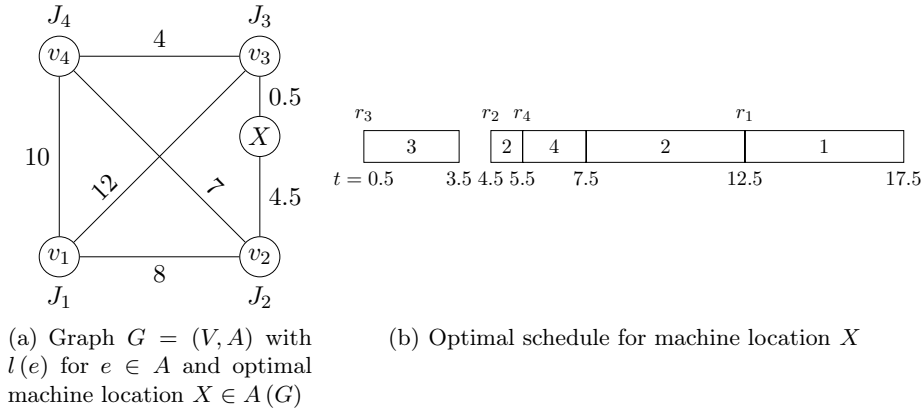 J₄ J₃
v₄ 4 v₃
0.5
X
10 12 7 4.5
v₁ 8 v₂
J₁ J₂
(a) Graph G = (V, A) with
l (e) for e ∈ A and optimal
machine location X ∈ A (G)
r₃ r₂ r₄ r₁
3 2 4 2 1
t = 0.5 3.5 4.5 5.5 7.5 12.5 17.5
(b) Optimal schedule for machine location X